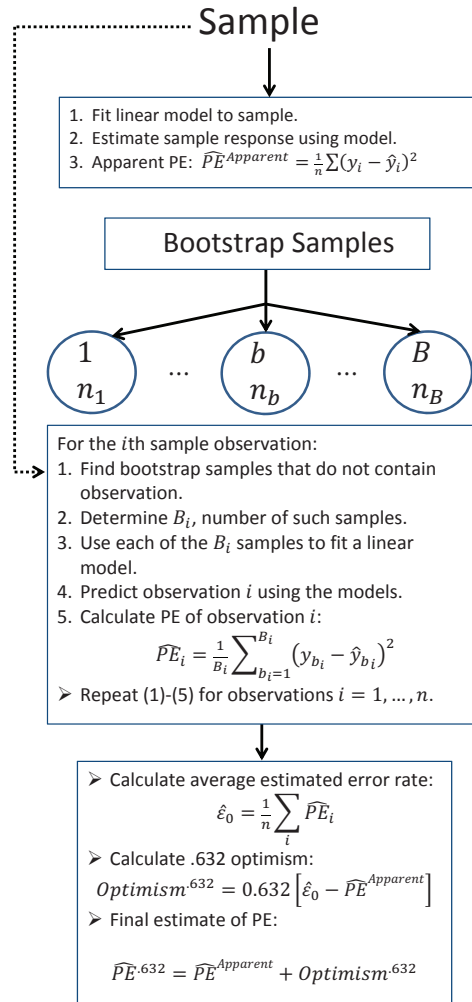 Sample
1. Fit linear model to sample.
2. Estimate sample response using model.
3. Apparent PE: $\widehat{PE}^{Apparent} = \frac{1}{n}\sum(y_i - \hat{y}_i)^2$
Bootstrap Samples
1 ... b ... B
$n_1$ $n_b$ $n_B$
For the $i$th sample observation:
1. Find bootstrap samples that do not contain
observation.
2. Determine $B_i$, number of such samples.
3. Use each of the $B_i$ samples to fit a linear
model.
4. Predict observation $i$ using the models.
5. Calculate PE of observation $i$:
$\widehat{PE}_i = \frac{1}{B_i}\sum_{b_i=1}^{B_i}(y_{b_i} - \hat{y}_{b_i})^2$
➢ Repeat (1)-(5) for observations $i = 1, \ldots, n.$
➢ Calculate average estimated error rate:
$\hat{\varepsilon}_0 = \frac{1}{n}\sum_i \widehat{PE}_i$
➢ Calculate .632 optimism:
$Optimism^{.632} = 0.632\left[\hat{\varepsilon}_0 - \widehat{PE}^{Apparent}\right]$
➢ Final estimate of PE:
$\widehat{PE}^{.632} = \widehat{PE}^{Apparent} + Optimism^{.632}$